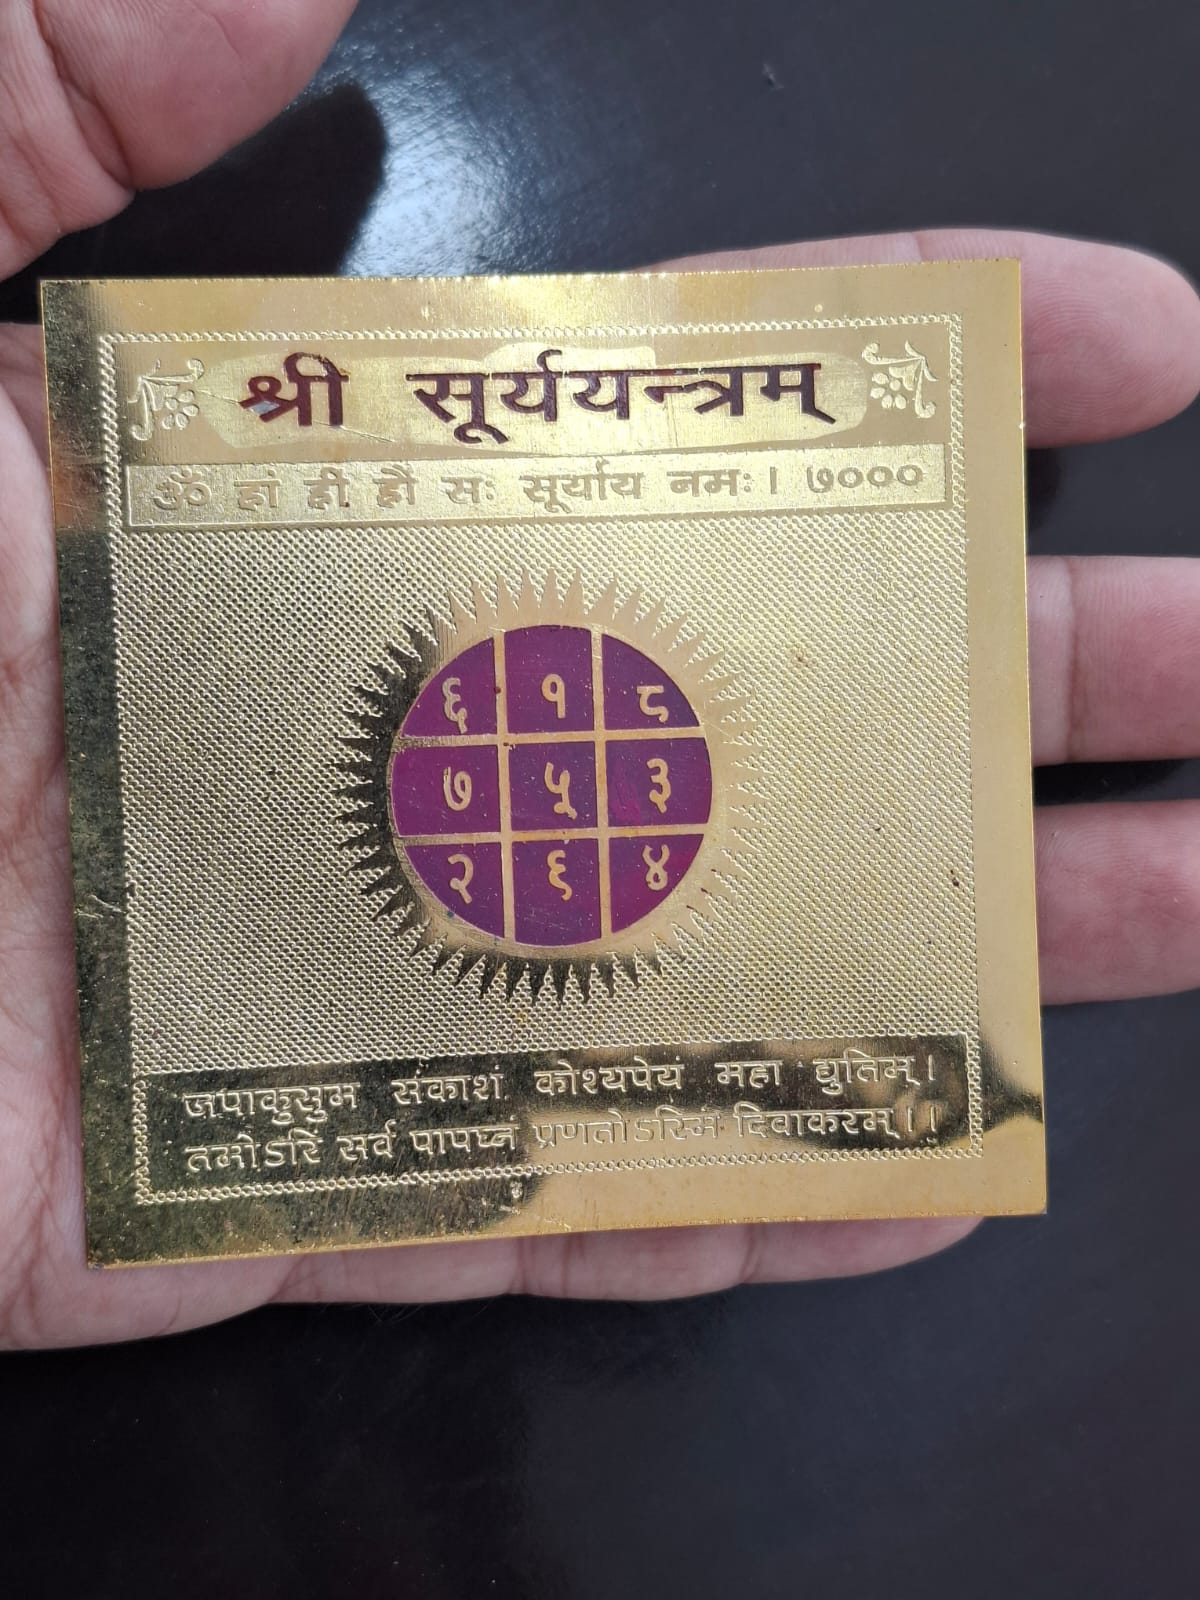 श्री सूर्ययन्त्रम्
ॐ ह्रां ह्रीं ह्रौं सः सूर्याय नमः। ७०००
६ १ ८
७ ५ ३
२ ९ ४
जपाकुसुम संकाशं कोश्यपेयं महा द्युतिम्।
तमोऽरिं सर्व पापघ्नं प्रणतोऽस्मिं दिवाकरम्।।